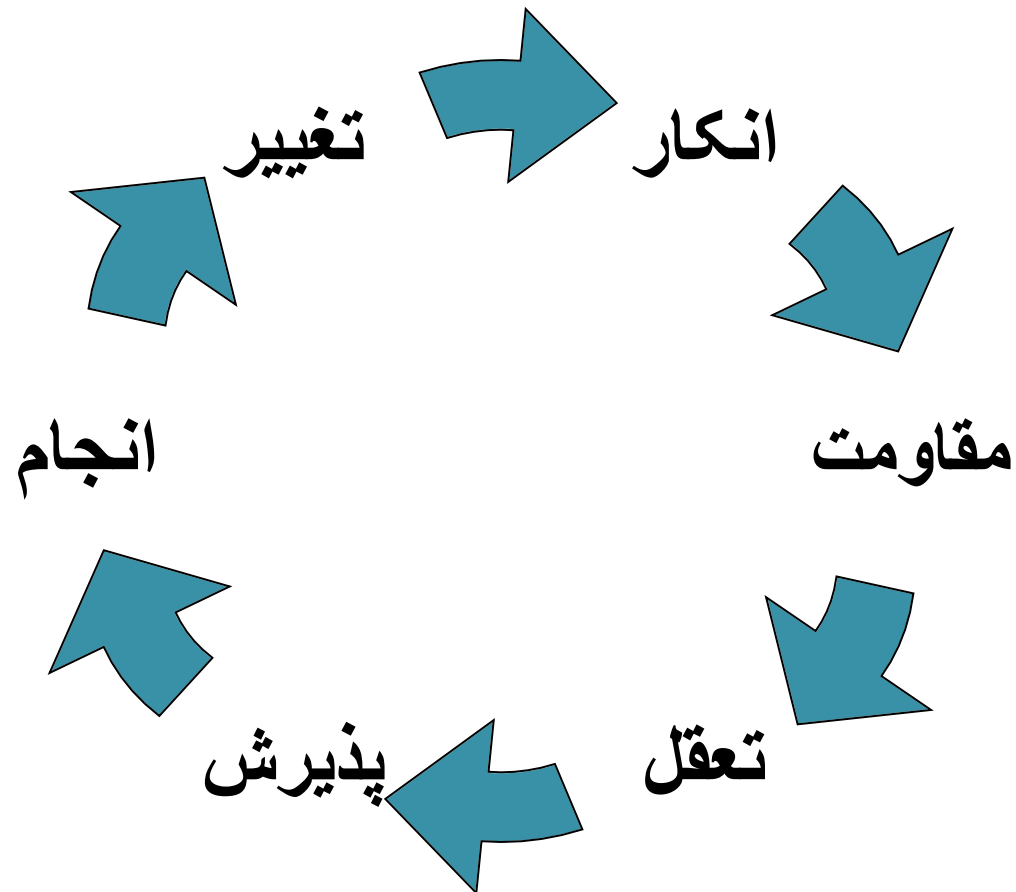 تغییر
انکار
مقاومت
تعقل
پذیرش
انجام